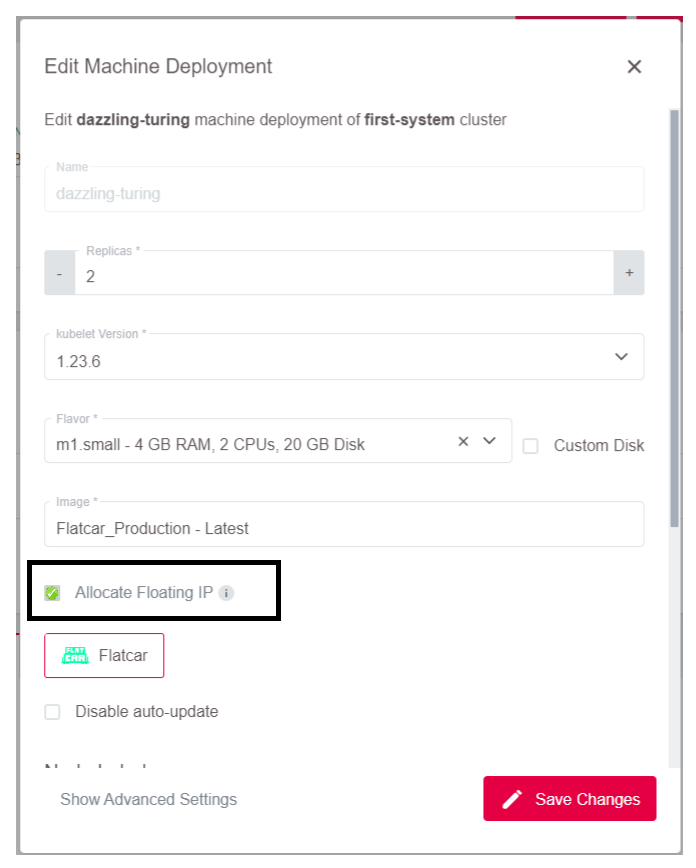 Edit Machine Deployment
Edit dazzling-turing machine deployment of first-system cluster
Name
dazzling-turing
Replicas *
-
2
+
kubelet Version *
1.23.6
Flavor *
m1.small - 4 GB RAM, 2 CPUs, 20 GB Disk
Custom Disk
Image *
Flatcar_Production - Latest
Allocate Floating IP
FLAT
CAR
Flatcar
Disable auto-update
Show Advanced Settings
Save Changes